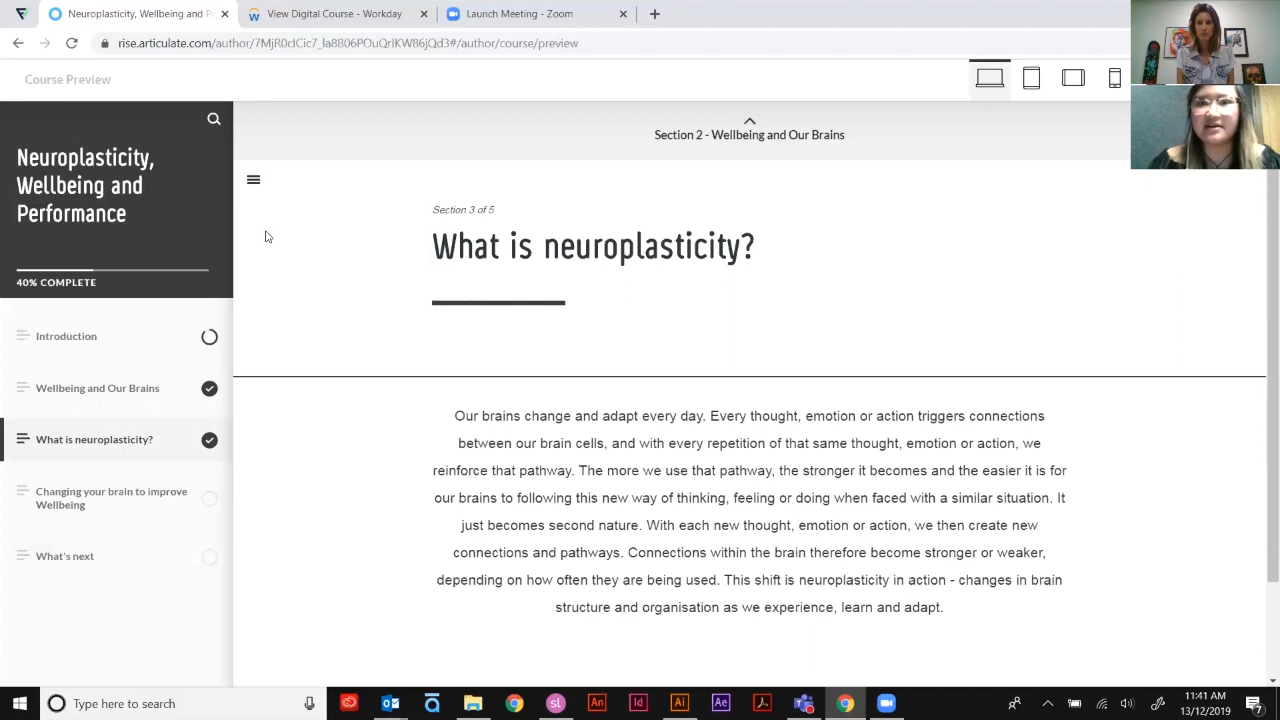 Neuroplasticity, Wellbeing and P
View Digital Course - Workday
Launch Meeting - Zoom
rise.articulate.com/author/7MjR0cICic7_la8B06POuQrIKW86jQd3#/author/course/preview
Course Preview
Section 2 - Wellbeing and Our Brains
Neuroplasticity,
Wellbeing and
Performance
40% COMPLETE
Introduction
Wellbeing and Our Brains
What is neuroplasticity?
Changing your brain to improve
Wellbeing
What's next
Section 3 of 5
What is neuroplasticity?
Our brains change and adapt every day. Every thought, emotion or action triggers connections
between our brain cells, and with every repetition of that same thought, emotion or action, we
reinforce that pathway. The more we use that pathway, the stronger it becomes and the easier it is for
our brains to following this new way of thinking, feeling or doing when faced with a similar situation. It
just becomes second nature. With each new thought, emotion or action, we then create new
connections and pathways. Connections within the brain therefore become stronger or weaker,
depending on how often they are being used. This shift is neuroplasticity in action - changes in brain
structure and organisation as we experience, learn and adapt.
Type here to search
sl
An
Id
Ai
Ae
11:41 AM
13/12/2019
7